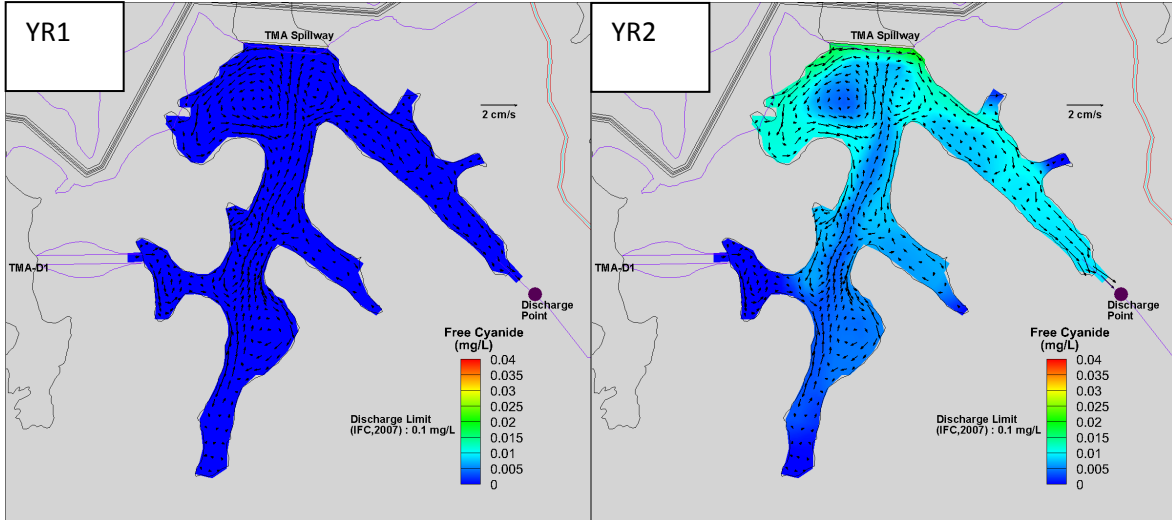 YR1
TMA Spillway
2 cm/s
TMA-D1
Discharge
Point
Free Cyanide
(mg/L)
0.04
0.035
0.03
0.025
0.02
0.015
0.01
0.005
0
Discharge Limit
(IFC,2007) : 0.1 mg/L
YR2
TMA Spillway
2 cm/s
TMA-D1
Discharge
Point
Free Cyanide
(mg/L)
0.04
0.035
0.03
0.025
0.02
0.015
0.01
0.005
0
Discharge Limit
(IFC,2007) : 0.1 mg/L